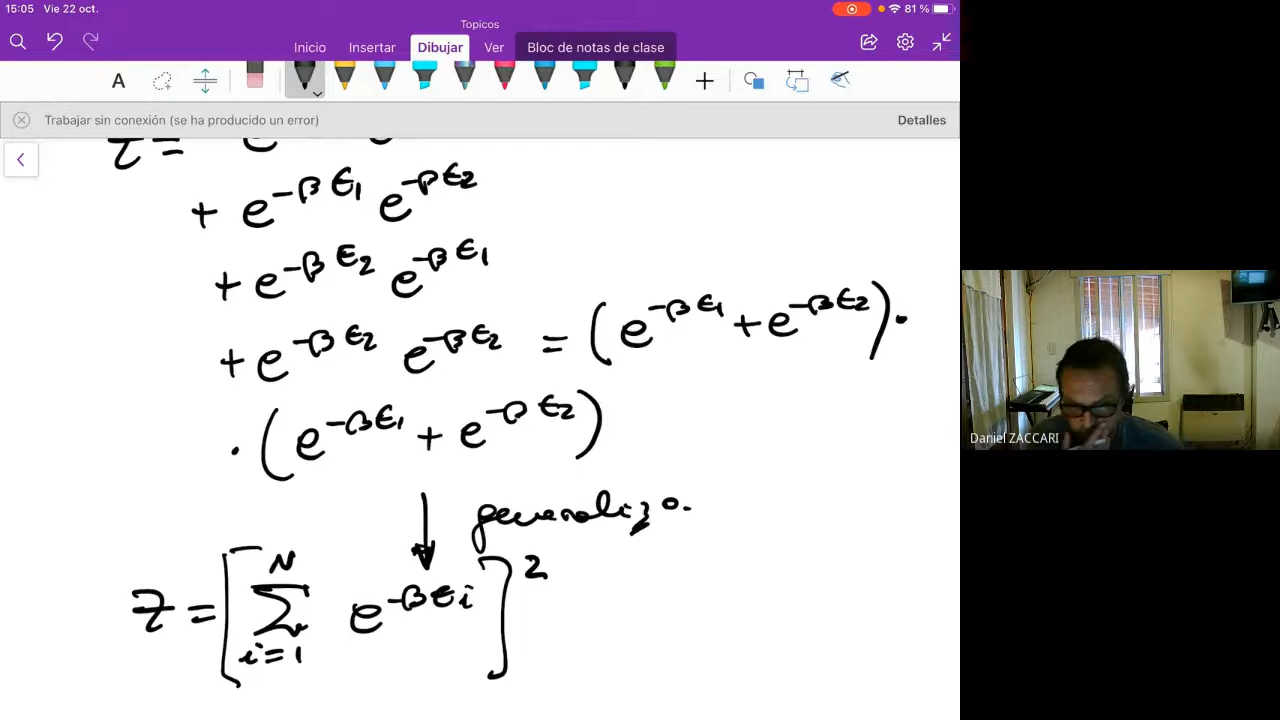 15:05 Vie 22 oct.
81 %
Topicos
Inicio Insertar Dibujar Ver Bloc de notas de clase
A
Trabajar sin conexión (se ha producido un error) Detalles
+ e^{-βϵ₁} e^{-βϵ₂}
+ e^{-βϵ₂} e^{-βϵ₁}
+ e^{-βϵ₂} e^{-βϵ₂} = (e^{-βϵ₁} + e^{-βϵ₂}) ·
· (e^{-βϵ₁} + e^{-βϵ₂})
↓ generalizo.
Z = [∑_{i=1}^{N} e^{-βϵi}]²
Daniel ZACCARI